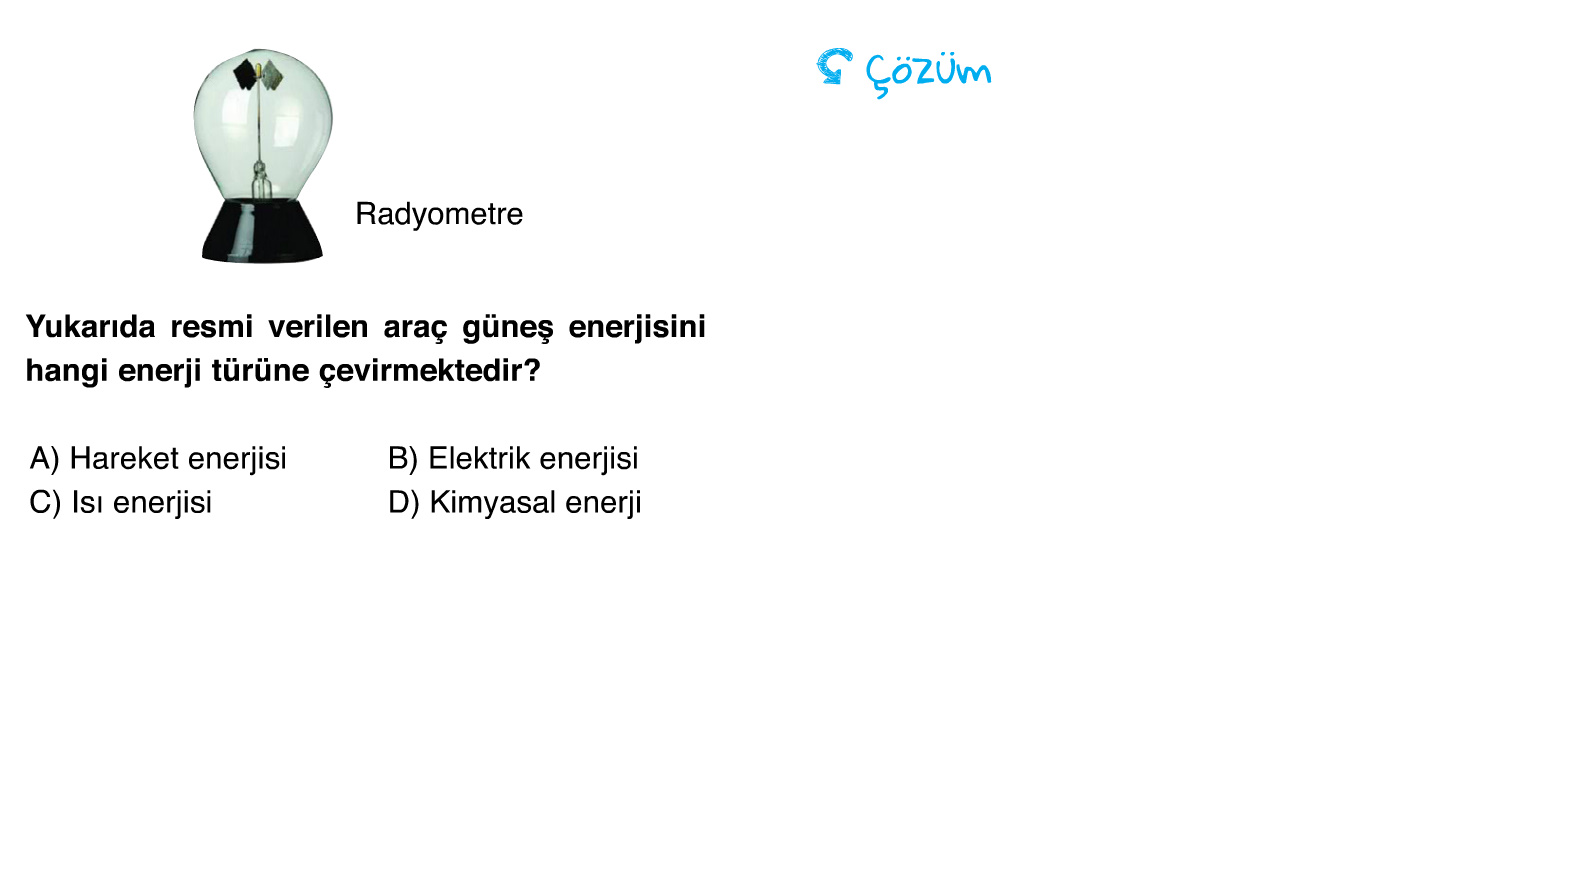 Radyometre
Yukarıda resmi verilen araç güneş enerjisini
hangi enerji türüne çevirmektedir?
A) Hareket enerjisi B) Elektrik enerjisi
C) Isı enerjisi D) Kimyasal enerji
Çözüm